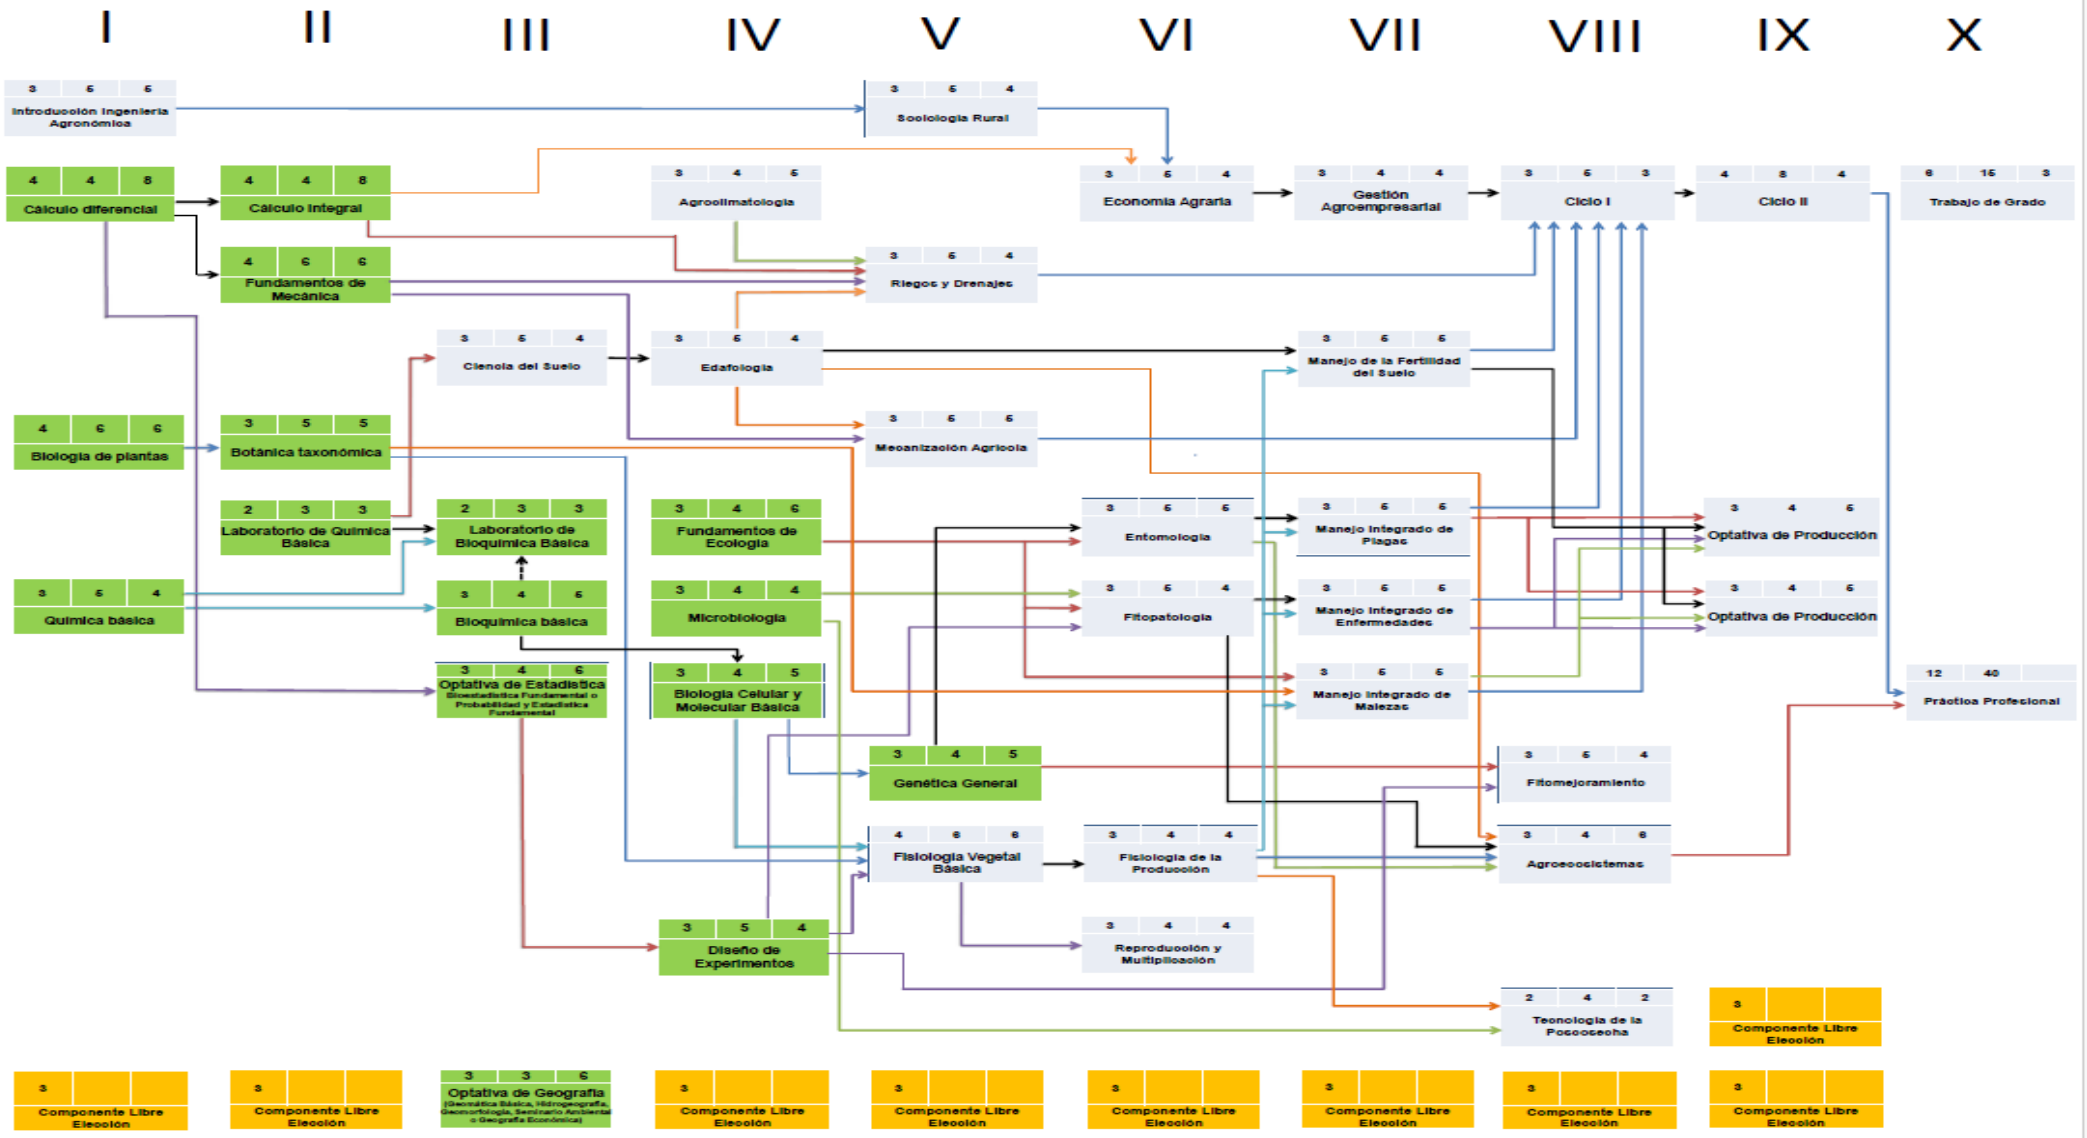 I II III IV V VI VII VIII IX X
3 5 5
Introducción Ingeniería
Agronómica
3 5 4
Sociología Rural
4 4 8
Cálculo diferencial
4 4 8
Cálculo Integral
3 4 5
Agroclimatología
3 5 4
Economía Agraria
3 4 4
Gestión
Agroempresarial
3 5 3
Ciclo I
4 8 4
Ciclo II
6 15 3
Trabajo de Grado
4 6 6
Fundamentos de
Mecánica
3 5 4
Riegos y Drenajes
3 5 4
Ciencia del Suelo
3 5 4
Edafología
3 5 5
Manejo de la Fertilidad
del Suelo
4 6 6
Biología de plantas
3 5 5
Botánica taxonómica
3 5 5
Mecanización Agrícola
2 3 3
Laboratorio de Química
Básica
2 3 3
Laboratorio de
Bioquímica Básica
3 4 6
Fundamentos de
Ecología
3 5 5
Entomología
3 5 5
Manejo Integrado de
Plagas
3 4 5
Optativa de Producción
3 5 4
Química básica
3 4 5
Bioquímica básica
3 4 4
Microbiología
3 5 4
Fitopatología
3 5 5
Manejo Integrado de
Enfermedades
3 4 5
Optativa de Producción
3 4 6
Optativa de Estadística
Bioestadística Fundamental o
Probabilidad y Estadística
Fundamental
3 4 5
Biología Celular y
Molecular Básica
3 5 5
Manejo Integrado de
Malezas
12 40
Práctica Profesional
3 4 5
Genética General
3 5 4
Fitomejoramiento
4 6 6
Fisiología Vegetal
Básica
3 4 4
Fisiología de la
Producción
3 4 6
Agroecosistemas
3 5 4
Diseño de
Experimentos
3 4 4
Reproducción y
Multiplicación
2 4 2
Tecnología de la
Poscosecha
3
Componente Libre
Elección
3
Componente Libre
Elección
3
Componente Libre
Elección
3 3 6
Optativa de Geografía
(Geomática Básica, Hidrogeografía,
Geomorfología, Seminario Ambiental
o Geografía Económica)
3
Componente Libre
Elección
3
Componente Libre
Elección
3
Componente Libre
Elección
3
Componente Libre
Elección
3
Componente Libre
Elección
3
Componente Libre
Elección